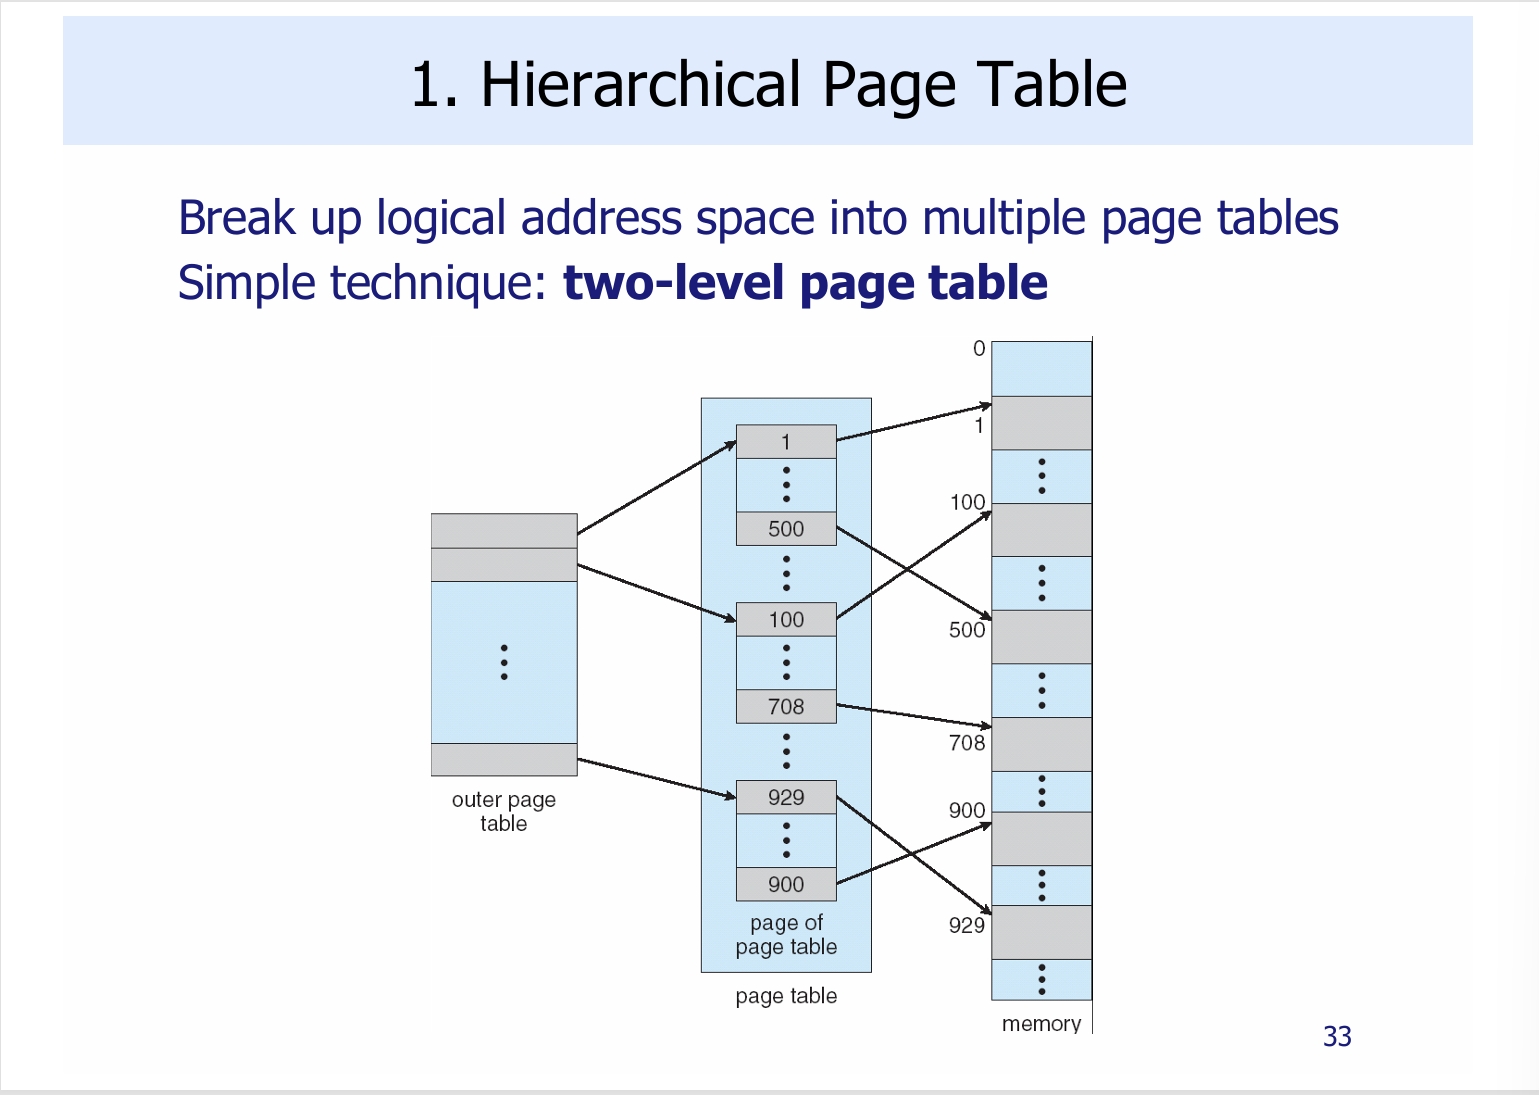 1. Hierarchical Page Table
Break up logical address space into multiple page tables
Simple technique: two-level page table
outer page
table
1
500
100
708
929
900
page of
page table
page table
0
1
100
500
708
900
929
memory
33